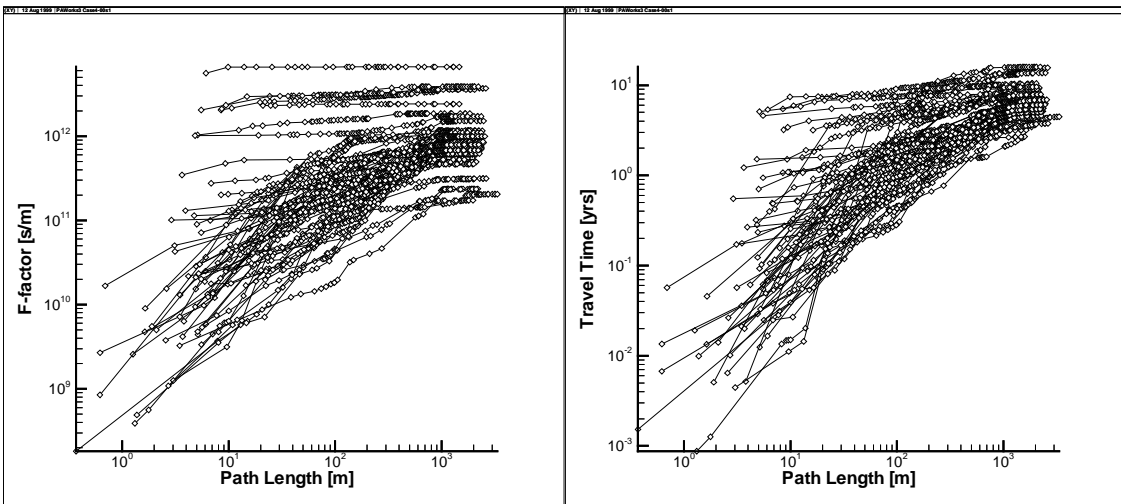 (XY) | 12 Aug 1999 | PAWorks3 Case4-90s1
F-factor [s/m]
10^12
10^11
10^10
10^9
10^0
10^1
10^2
10^3
Path Length [m]
(XY) | 12 Aug 1999 | PAWorks3 Case4-90s1
Travel Time [yrs]
10^1
10^0
10^-1
10^-2
10^-3
10^0
10^1
10^2
10^3
Path Length [m]